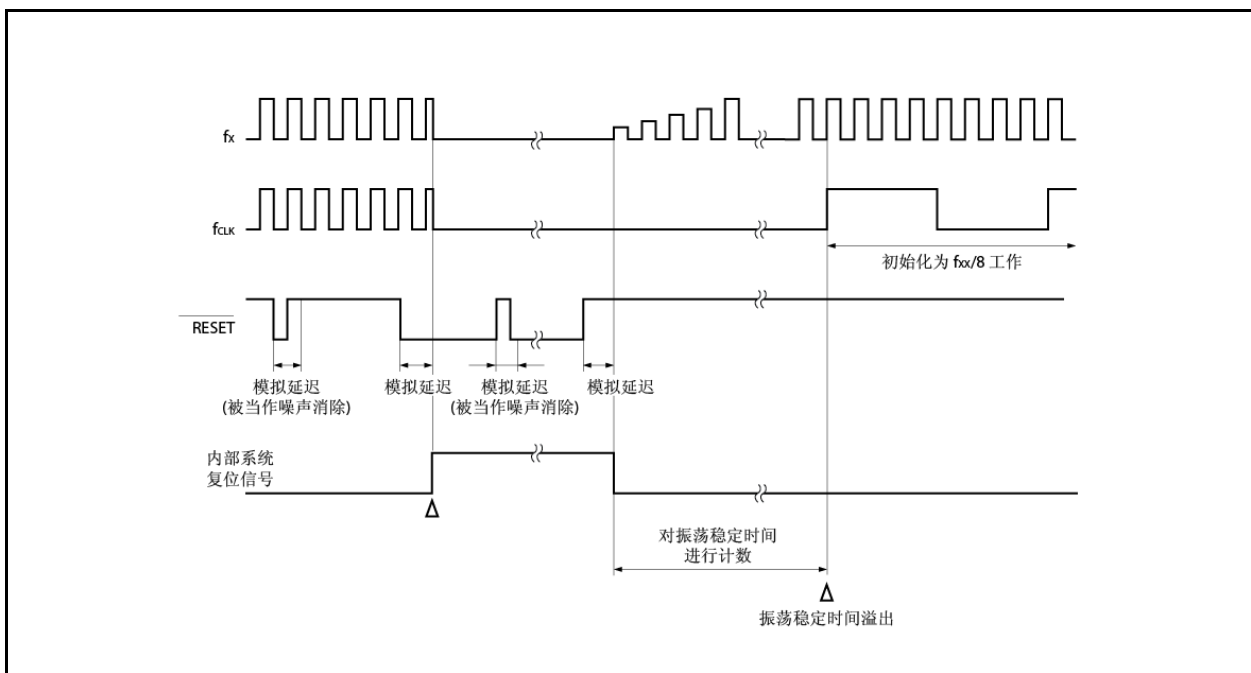 fX
fCLK
初始化为 fXX/8 工作
RESET
模拟延迟
(被当作噪声消除)
模拟延迟
模拟延迟
(被当作噪声消除)
模拟延迟
内部系统
复位信号
对振荡稳定时间
进行计数
振荡稳定时间溢出